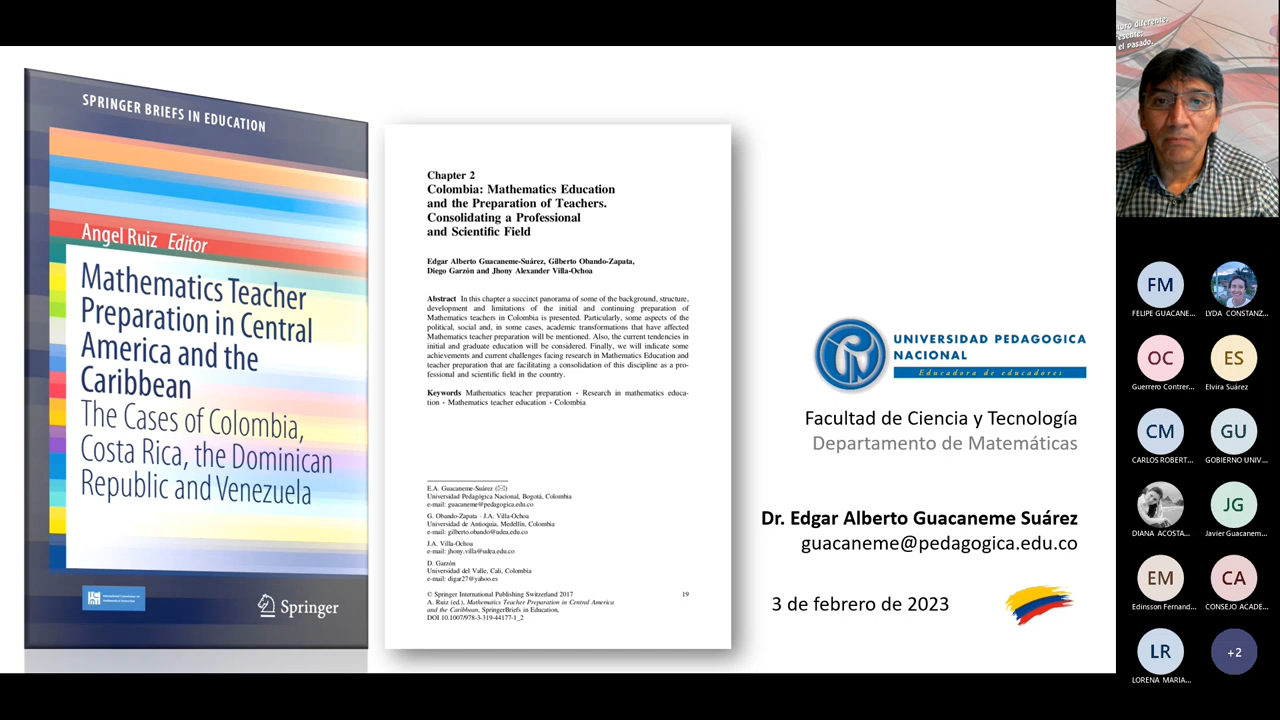 SPRINGER BRIEFS IN EDUCATION
Angel Ruiz Editor
Mathematics Teacher
Preparation in Central
America and the
Caribbean
The Cases of Colombia,
Costa Rica, the Dominican
Republic and Venezuela
Springer
Chapter 2
Colombia: Mathematics Education
and the Preparation of Teachers.
Consolidating a Professional
and Scientific Field
Edgar Alberto Guacaneme-Suárez, Gilberto Obando-Zapata,
Diego Garzón and Jhony Alexander Villa-Ochoa
Abstract In this chapter a succinct panorama of some of the background, structure,
development and limitations of the initial and continuing preparation of
Mathematics teachers in Colombia is presented. Particularly, some aspects of the
political, social and, in some cases, academic transformations that have affected
Mathematics teacher preparation will be mentioned. Also, the current tendencies in
initial and graduate education will be considered. Finally, we will indicate some
achievements and current challenges facing research in Mathematics Education and
teacher preparation that are facilitating a consolidation of this discipline as a pro-
fessional and scientific field in the country.
Keywords Mathematics teacher preparation · Research in mathematics educa-
tion · Mathematics teacher education · Colombia
E.A. Guacaneme-Suárez (✉)
Universidad Pedagógica Nacional, Bogotá, Colombia
e-mail: guacaneme@pedagogica.edu.co
G. Obando-Zapata · J.A. Villa-Ochoa
Universidad de Antioquia, Medellín, Colombia
e-mail: gilberto.obando@udea.edu.co
J.A. Villa-Ochoa
e-mail: jhony.villa@udea.edu.co
D. Garzón
Universidad del Valle, Cali, Colombia
e-mail: digar27@yahoo.es
© Springer International Publishing Switzerland 2017 19
A. Ruiz (ed.), Mathematics Teacher Preparation in Central America
and the Caribbean, SpringerBriefs in Education,
DOI 10.1007/978-3-319-44177-1_2
UNIVERSIDAD PEDAGOGICA
NACIONAL
Educadora de educadores
Facultad de Ciencia y Tecnología
Departamento de Matemáticas
Dr. Edgar Alberto Guacaneme Suárez
guacaneme@pedagogica.edu.co
3 de febrero de 2023
diferente.
el Pasado,
FM
FELIPE GUACANE...
LYDA CONSTANZ...
OC
Guerrero Contrer...
ES
Elvira Suárez
CM
CARLOS ROBERT...
GU
GOBIERNO UNIV...
DIANA ACOSTA...
JG
Javier Guacanem...
EM
Edinsson Fernand...
CA
CONSEJO ACADE...
LR
LORENA MARIA...
+2